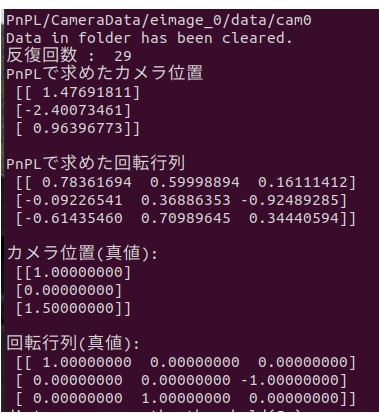 PnPL/CameraData/eimage_0/data/cam0
Data in folder has been cleared.
反復回数 :  29
PnPLで求めたカメラ位置
 [[ 1.47691811]
 [-2.40073461]
 [ 0.96396773]]
PnPLで求めた回転行列
 [[ 0.78361694  0.59998894  0.16111412]
 [-0.09226541  0.36886353 -0.92489285]
 [-0.61435460  0.70989645  0.34440594]]
カメラ位置(真値):
 [[1.00000000]
 [0.00000000]
 [1.50000000]]
回転行列(真値):
 [[ 1.00000000  0.00000000  0.00000000]
 [ 0.00000000  0.00000000 -1.00000000]
 [ 0.00000000  1.00000000  0.00000000]]